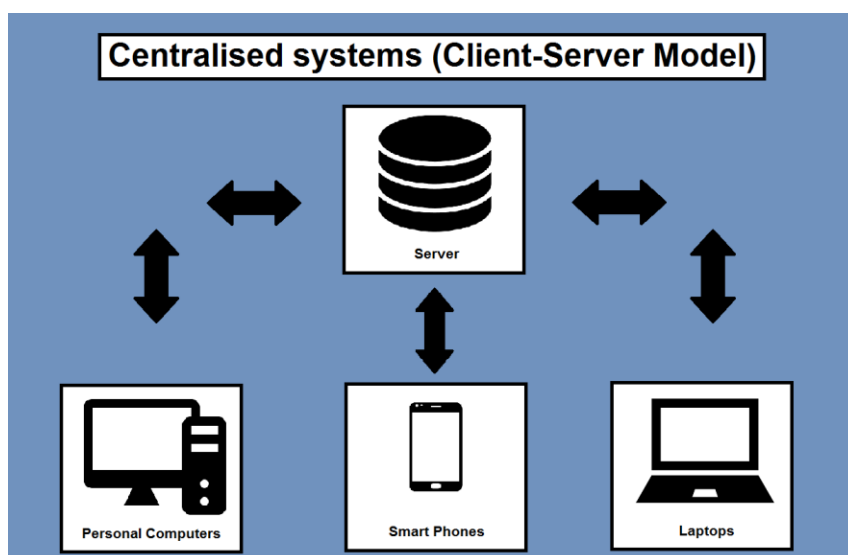 Centralised systems (Client-Server Model)
Server
Personal Computers
Smart Phones
Laptops